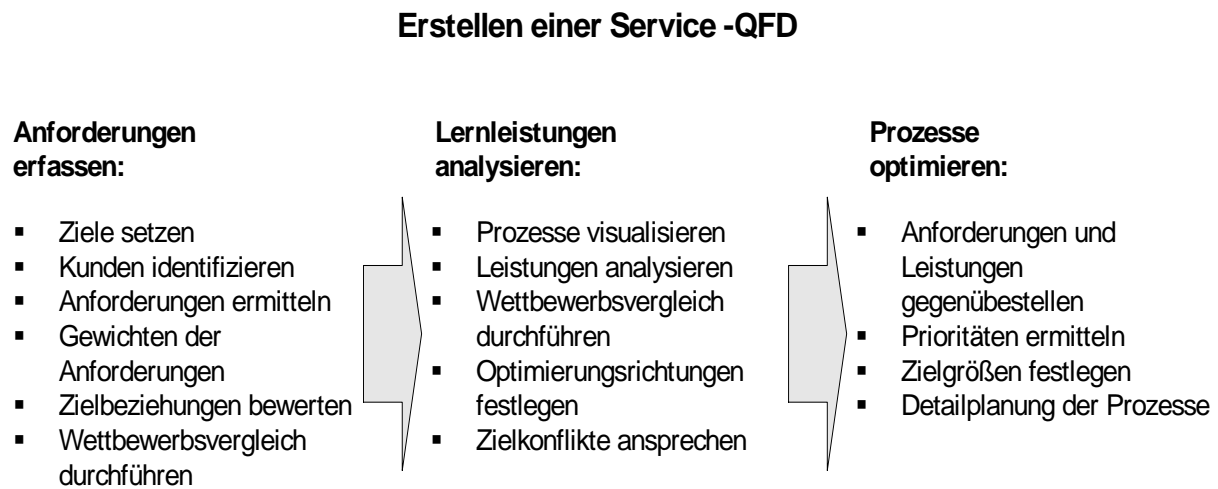 Erstellen einer Service -QFD
Anforderungen
erfassen:
▪ Ziele setzen
▪ Kunden identifizieren
▪ Anforderungen ermitteln
▪ Gewichten der
Anforderungen
▪ Zielbeziehungen bewerten
▪ Wettbewerbsvergleich
durchführen
Lernleistungen
analysieren:
▪ Prozesse visualisieren
▪ Leistungen analysieren
▪ Wettbewerbsvergleich
durchführen
▪ Optimierungsrichtungen
festlegen
▪ Zielkonflikte ansprechen
Prozesse
optimieren:
▪ Anforderungen und
Leistungen
gegenübestellen
▪ Prioritäten ermitteln
▪ Zielgrößen festlegen
▪ Detailplanung der Prozesse